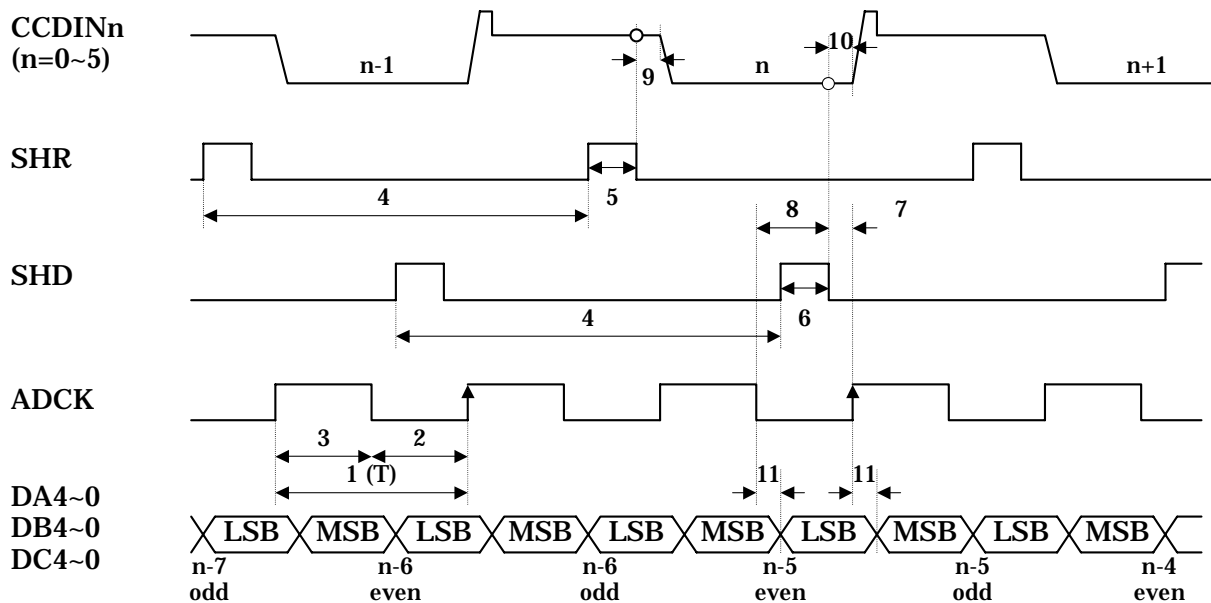 CCDINn
(n=0~5)
n-1
9
n
10
n+1
SHR
4
5
8
7
SHD
4
6
ADCK
3
2
1 (T)
11
11
DA4~0
DB4~0
DC4~0
LSB
MSB
LSB
MSB
LSB
MSB
LSB
MSB
LSB
MSB
n-7
odd
n-6
even
n-6
odd
n-5
even
n-5
odd
n-4
even